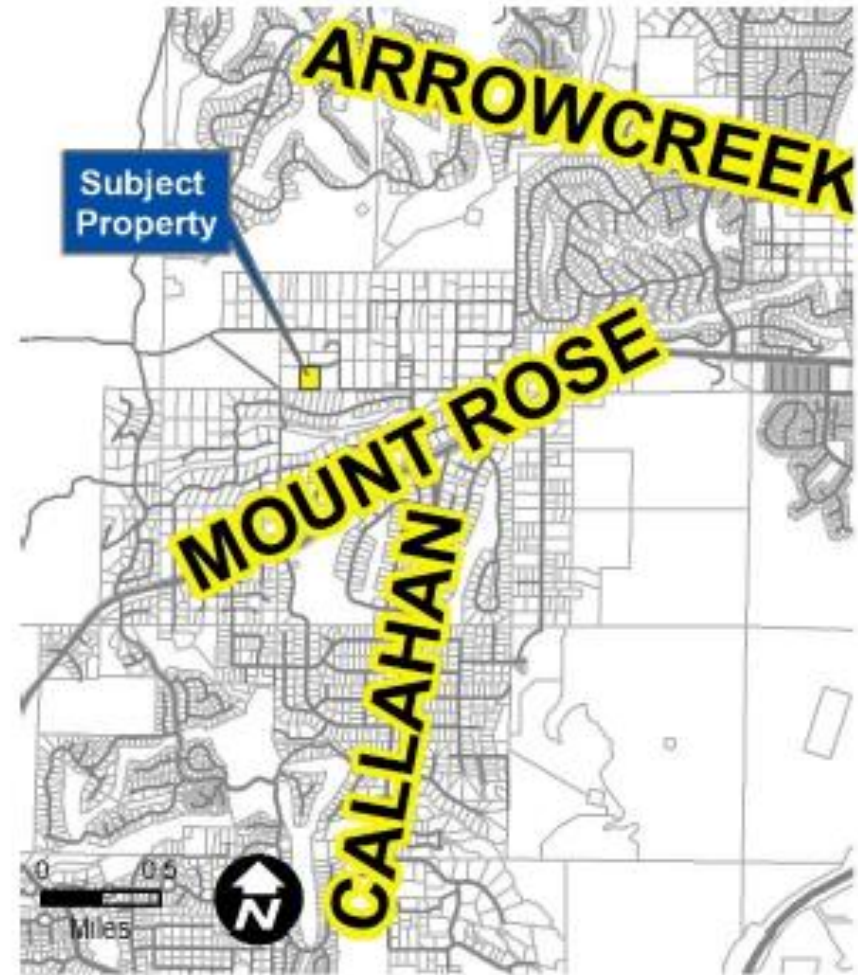 ARROWCREEK
Subject
Property
MOUNT ROSE
CALLAHAN
0 0.5
Miles
N